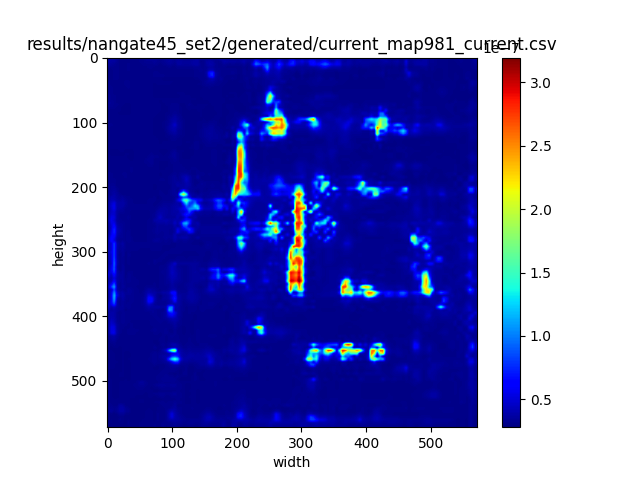 results/nangate45_set2/generated/current_map981_current.csv
1e−7
0
100
200
300
400
500
height
0 100 200 300 400 500
width
3.0
2.5
2.0
1.5
1.0
0.5